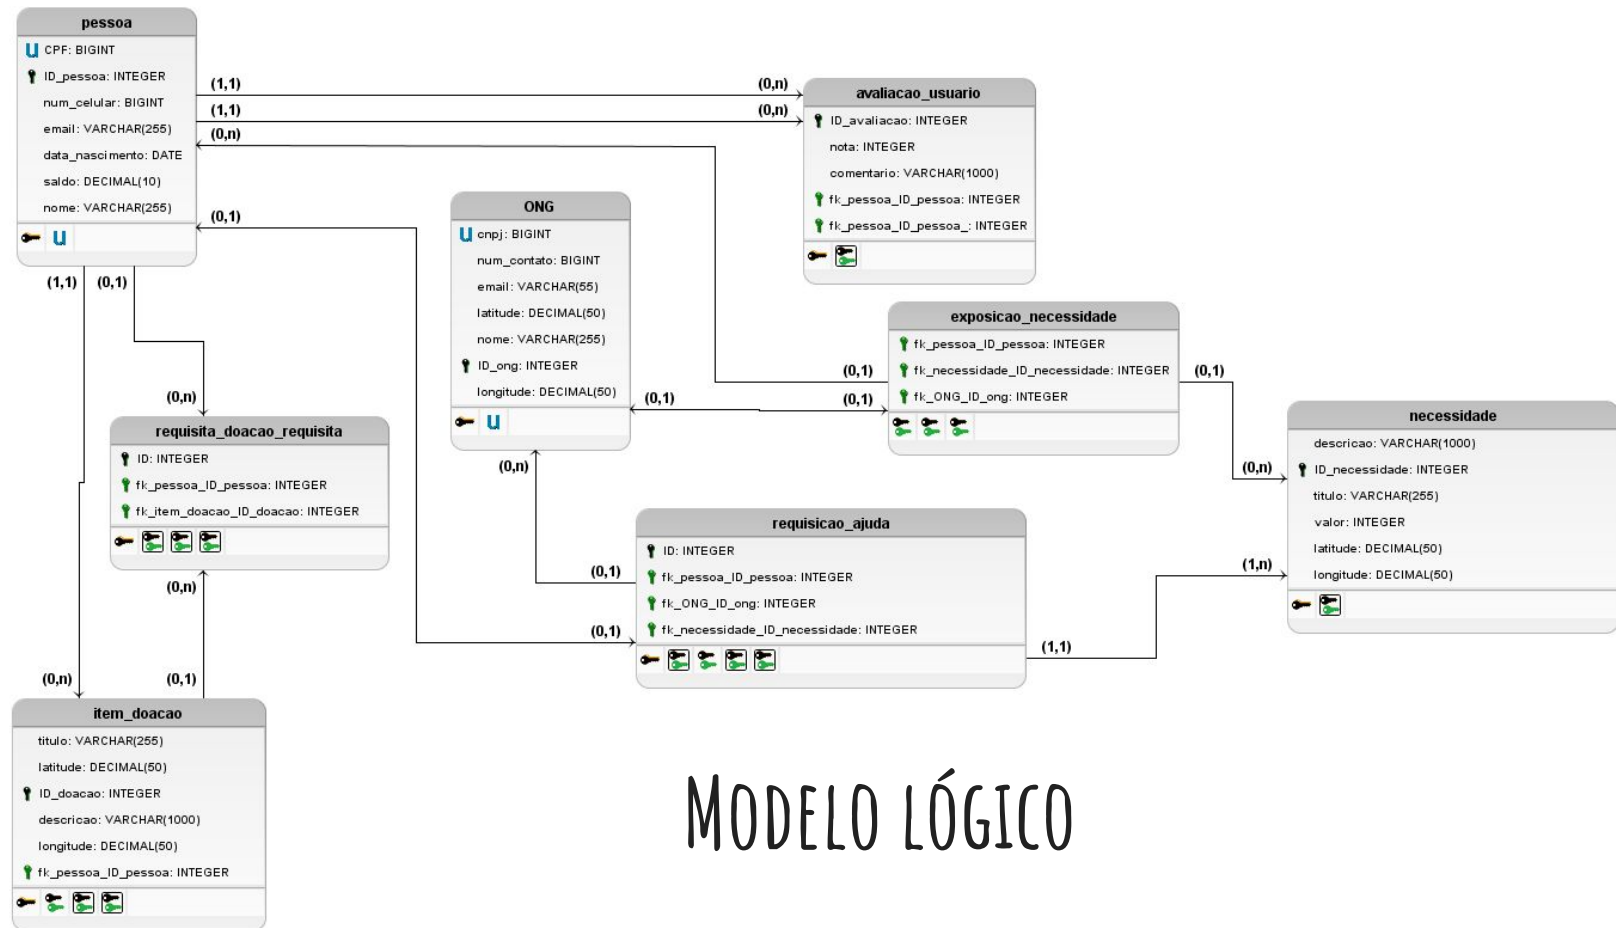 pessoa
U CPF: BIGINT
ID_pessoa: INTEGER
num_celular: BIGINT
email: VARCHAR(255)
data_nascimento: DATE
saldo: DECIMAL(10)
nome: VARCHAR(255)
U
(1,1)
(0,n)
(1,1)
(0,n)
(0,n)
(0,1)
(1,1)
(0,1)
avaliacao_usuario
ID_avaliacao: INTEGER
nota: INTEGER
comentario: VARCHAR(1000)
fk_pessoa_ID_pessoa: INTEGER
fk_pessoa_ID_pessoa_: INTEGER
ONG
U cnpj: BIGINT
num_contato: BIGINT
email: VARCHAR(55)
latitude: DECIMAL(50)
nome: VARCHAR(255)
ID_ong: INTEGER
longitude: DECIMAL(50)
U
(0,n)
(0,1)
(0,1)
(0,1)
exposicao_necessidade
fk_pessoa_ID_pessoa: INTEGER
fk_necessidade_ID_necessidade: INTEGER
fk_ONG_ID_ong: INTEGER
(0,1)
(0,n)
necessidade
descricao: VARCHAR(1000)
ID_necessidade: INTEGER
titulo: VARCHAR(255)
valor: INTEGER
latitude: DECIMAL(50)
longitude: DECIMAL(50)
(1,n)
(0,n)
requisita_doacao_requisita
ID: INTEGER
fk_pessoa_ID_pessoa: INTEGER
fk_item_doacao_ID_doacao: INTEGER
(0,n)
requisicao_ajuda
ID: INTEGER
fk_pessoa_ID_pessoa: INTEGER
fk_ONG_ID_ong: INTEGER
fk_necessidade_ID_necessidade: INTEGER
(0,1)
(0,1)
(1,1)
(0,n)
(0,1)
item_doacao
titulo: VARCHAR(255)
latitude: DECIMAL(50)
ID_doacao: INTEGER
descricao: VARCHAR(1000)
longitude: DECIMAL(50)
fk_pessoa_ID_pessoa: INTEGER
MODELO LÓGICO